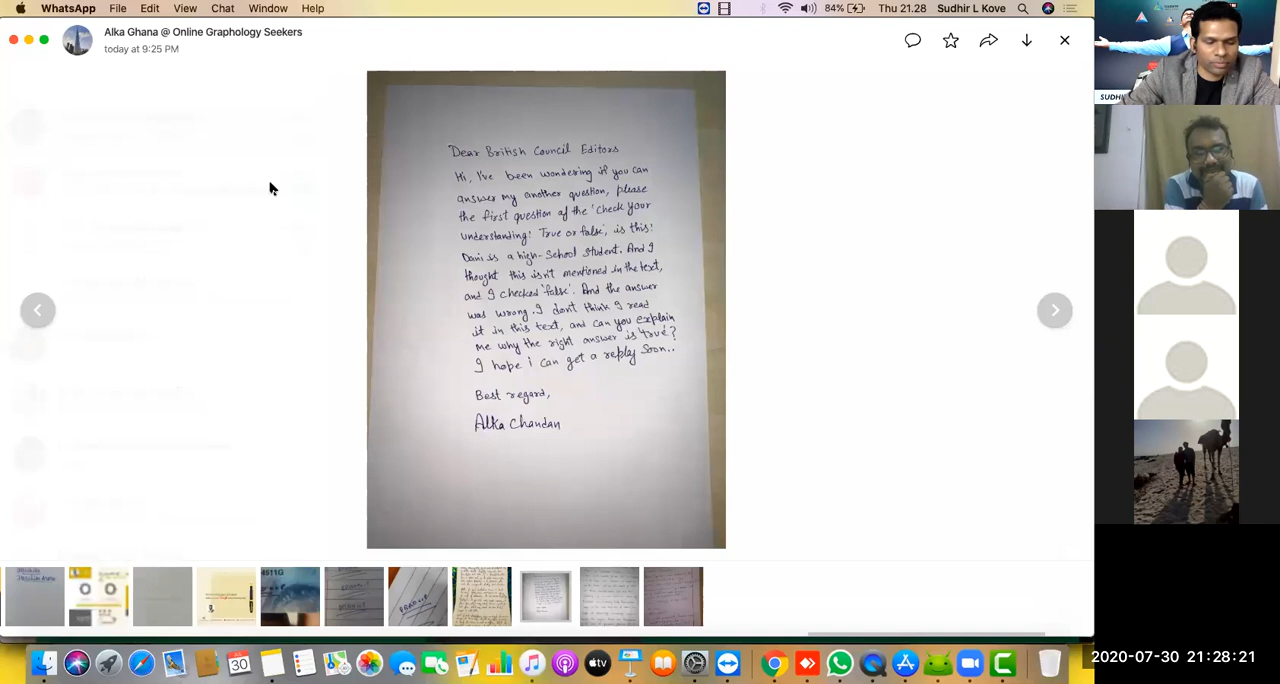 WhatsApp File Edit View Chat Window Help
84% Thu 21.28 Sudhir L Kove
Alka Ghana @ Online Graphology Seekers
today at 9:25 PM
Dear British Council Editors
Hi, I've been wondering if you can
answer my another question, please
the first question of the 'Check your
understanding! True or false', is this!
Dani is a high-School Student. And I
thought this isn't mentioned in the text,
and I checked 'false'. And the answer
was wrong. I don't think I read
it in this text, and can you explain
me why the right answer is 'true'?
I hope i can get a reply soon..
Best regard,
Alka Chandan
SUDHI
30
2020-07-30 21:28:21